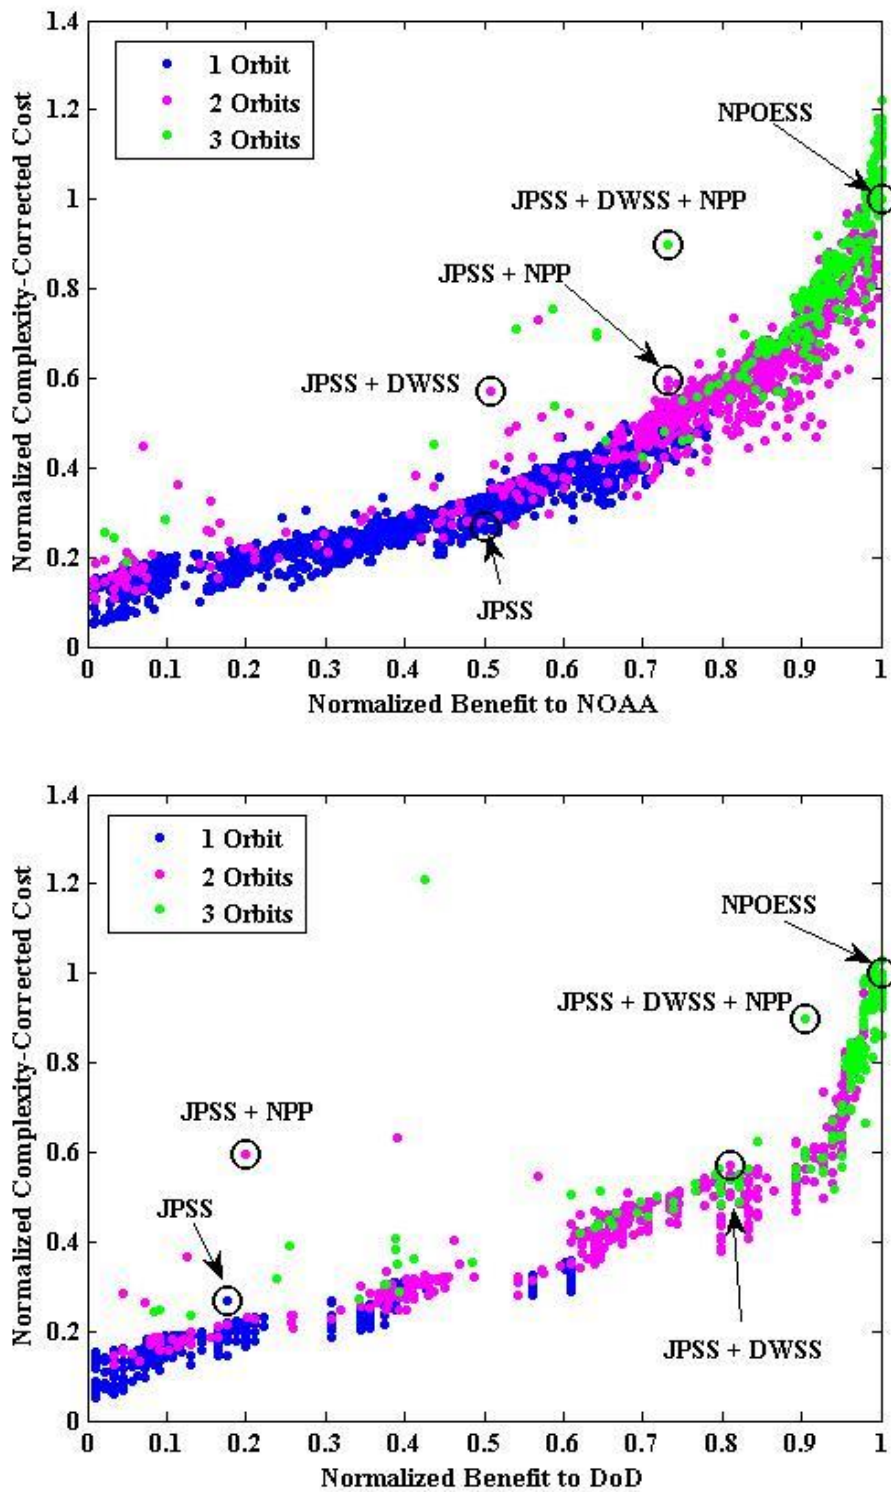 1.4
1 Orbit
2 Orbits
3 Orbits
1.2
NPOESS
1
JPSS + DWSS + NPP
JPSS + NPP
0.8
0.6
JPSS + DWSS
0.4
0.2
JPSS
0
0 0.1 0.2 0.3 0.4 0.5 0.6 0.7 0.8 0.9 1
Normalized Complexity-Corrected Cost
Normalized Benefit to NOAA
1.4
1 Orbit
2 Orbits
3 Orbits
1.2
NPOESS
1
JPSS + DWSS + NPP
0.8
JPSS + NPP
0.6
JPSS
0.4
0.2
JPSS + DWSS
0
0 0.1 0.2 0.3 0.4 0.5 0.6 0.7 0.8 0.9 1
Normalized Complexity-Corrected Cost
Normalized Benefit to DoD